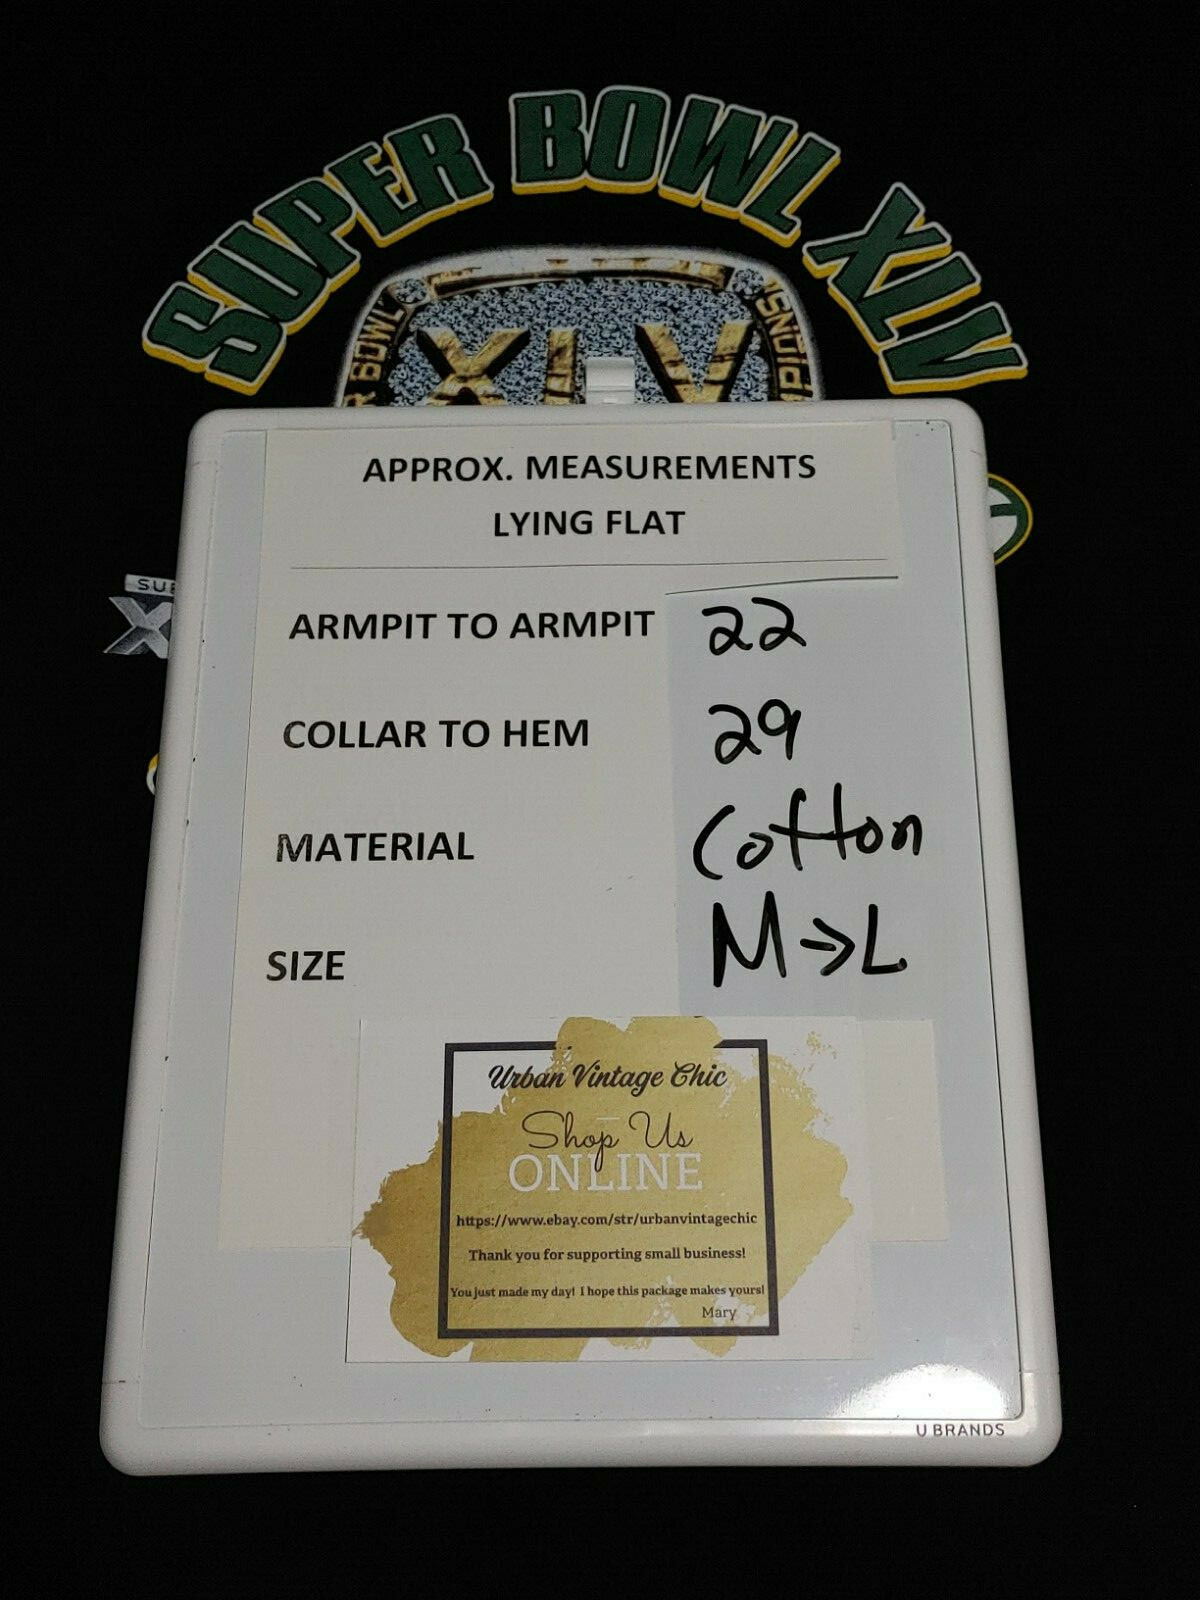 SUPER BOWL XLV
R BOWL
XLV
APPROX. MEASUREMENTS
LYING FLAT
ARMPIT TO ARMPIT 22
COLLAR TO HEM 29
MATERIAL Cotton
SIZE M→L
Urban Vintage Chic
Shop Us
ONLINE
https://www.ebay.com/str/urbanvintagechic
Thank you for supporting small business!
You just made my day! I hope this package makes yours!
Mary
U BRANDS